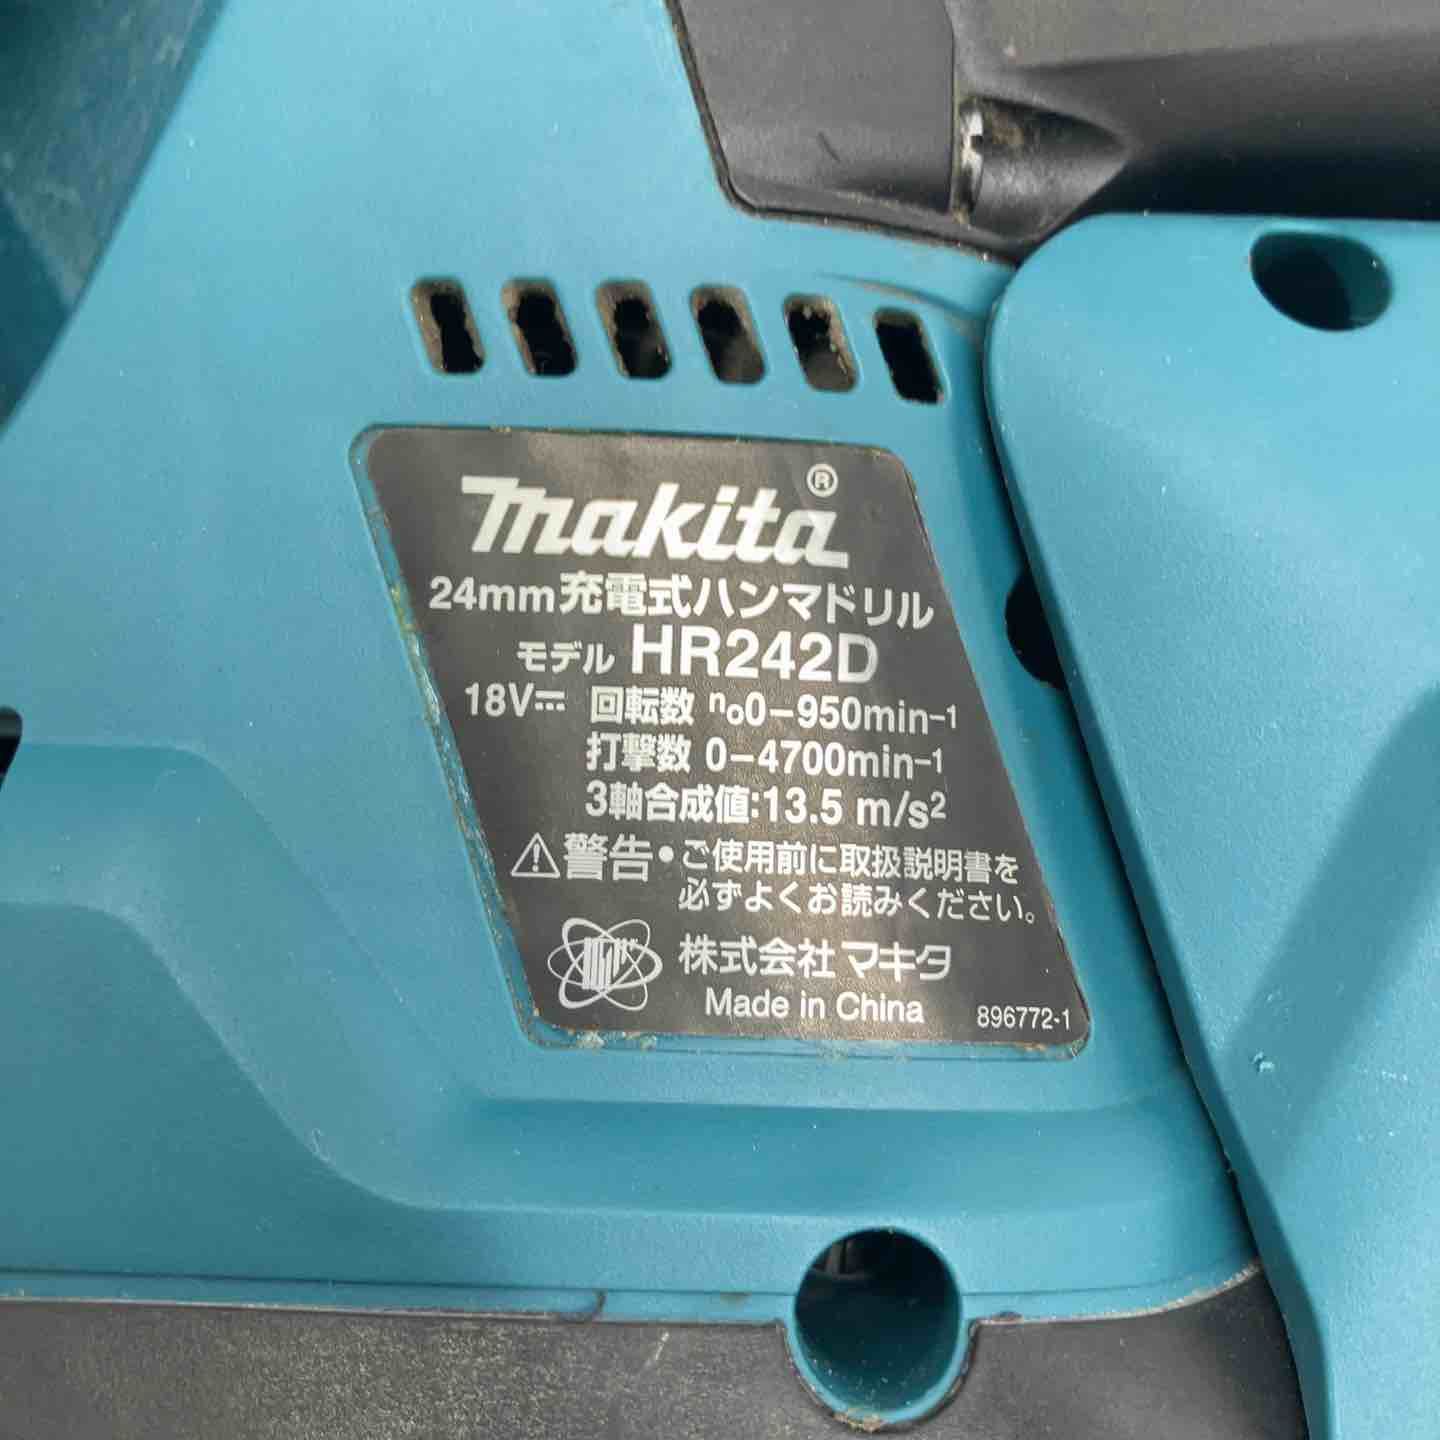 makita®
24mm充電式ハンマドリル
モデル HR242D
18V⎓ 回転数 n₀0-950min-1
打撃数 0-4700min-1
3軸合成値:13.5 m/s2
⚠警告・ご使用前に取扱説明書を
必ずよくお読みください。
株式会社 マキタ
Made in China 896772-1